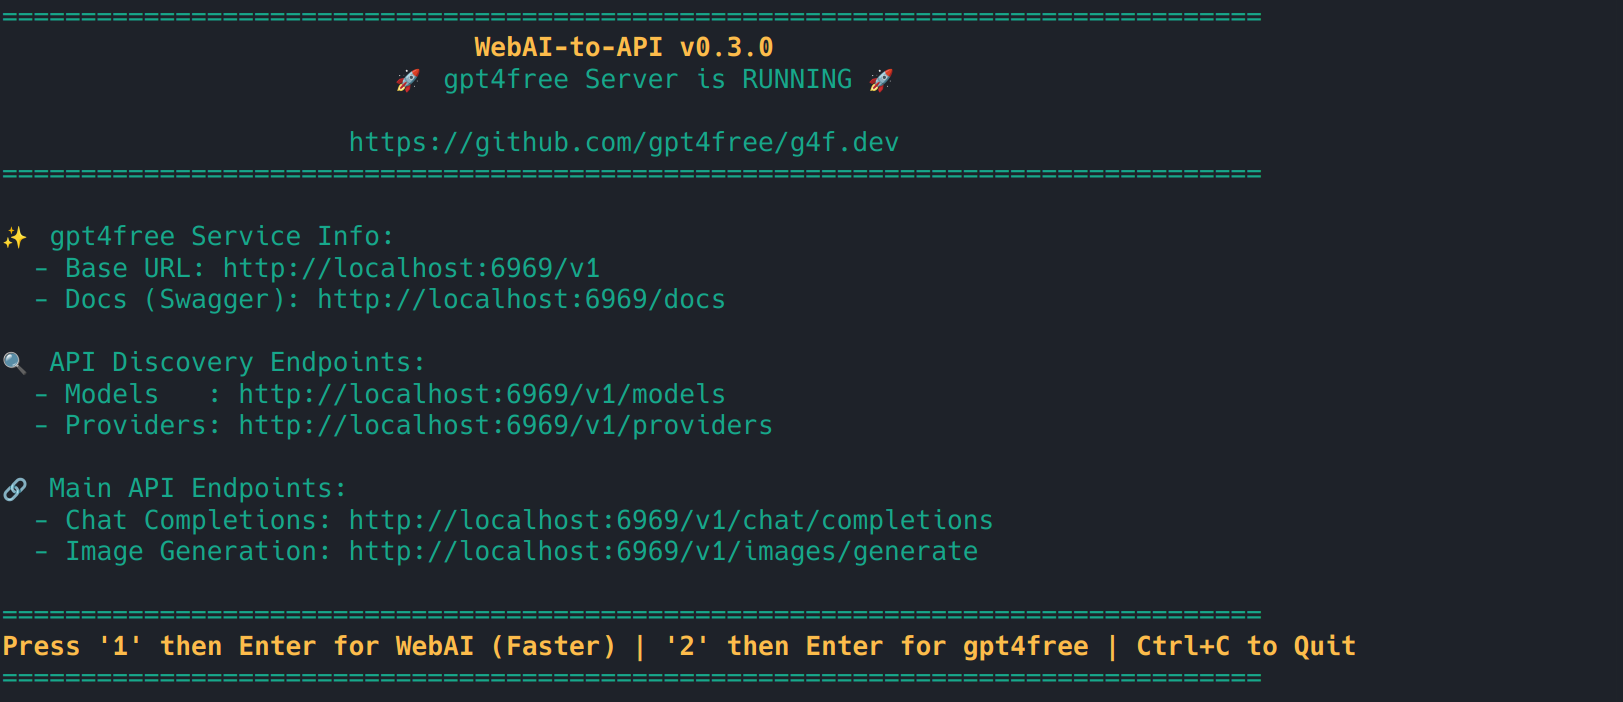 ================================================================================
WebAI-to-API v0.3.0
🚀 gpt4free Server is RUNNING 🚀
https://github.com/gpt4free/g4f.dev
================================================================================
✨ gpt4free Service Info:
- Base URL: http://localhost:6969/v1
- Docs (Swagger): http://localhost:6969/docs
🔍 API Discovery Endpoints:
- Models   : http://localhost:6969/v1/models
- Providers: http://localhost:6969/v1/providers
🔗 Main API Endpoints:
- Chat Completions: http://localhost:6969/v1/chat/completions
- Image Generation: http://localhost:6969/v1/images/generate
================================================================================
Press '1' then Enter for WebAI (Faster) | '2' then Enter for gpt4free | Ctrl+C to Quit
================================================================================